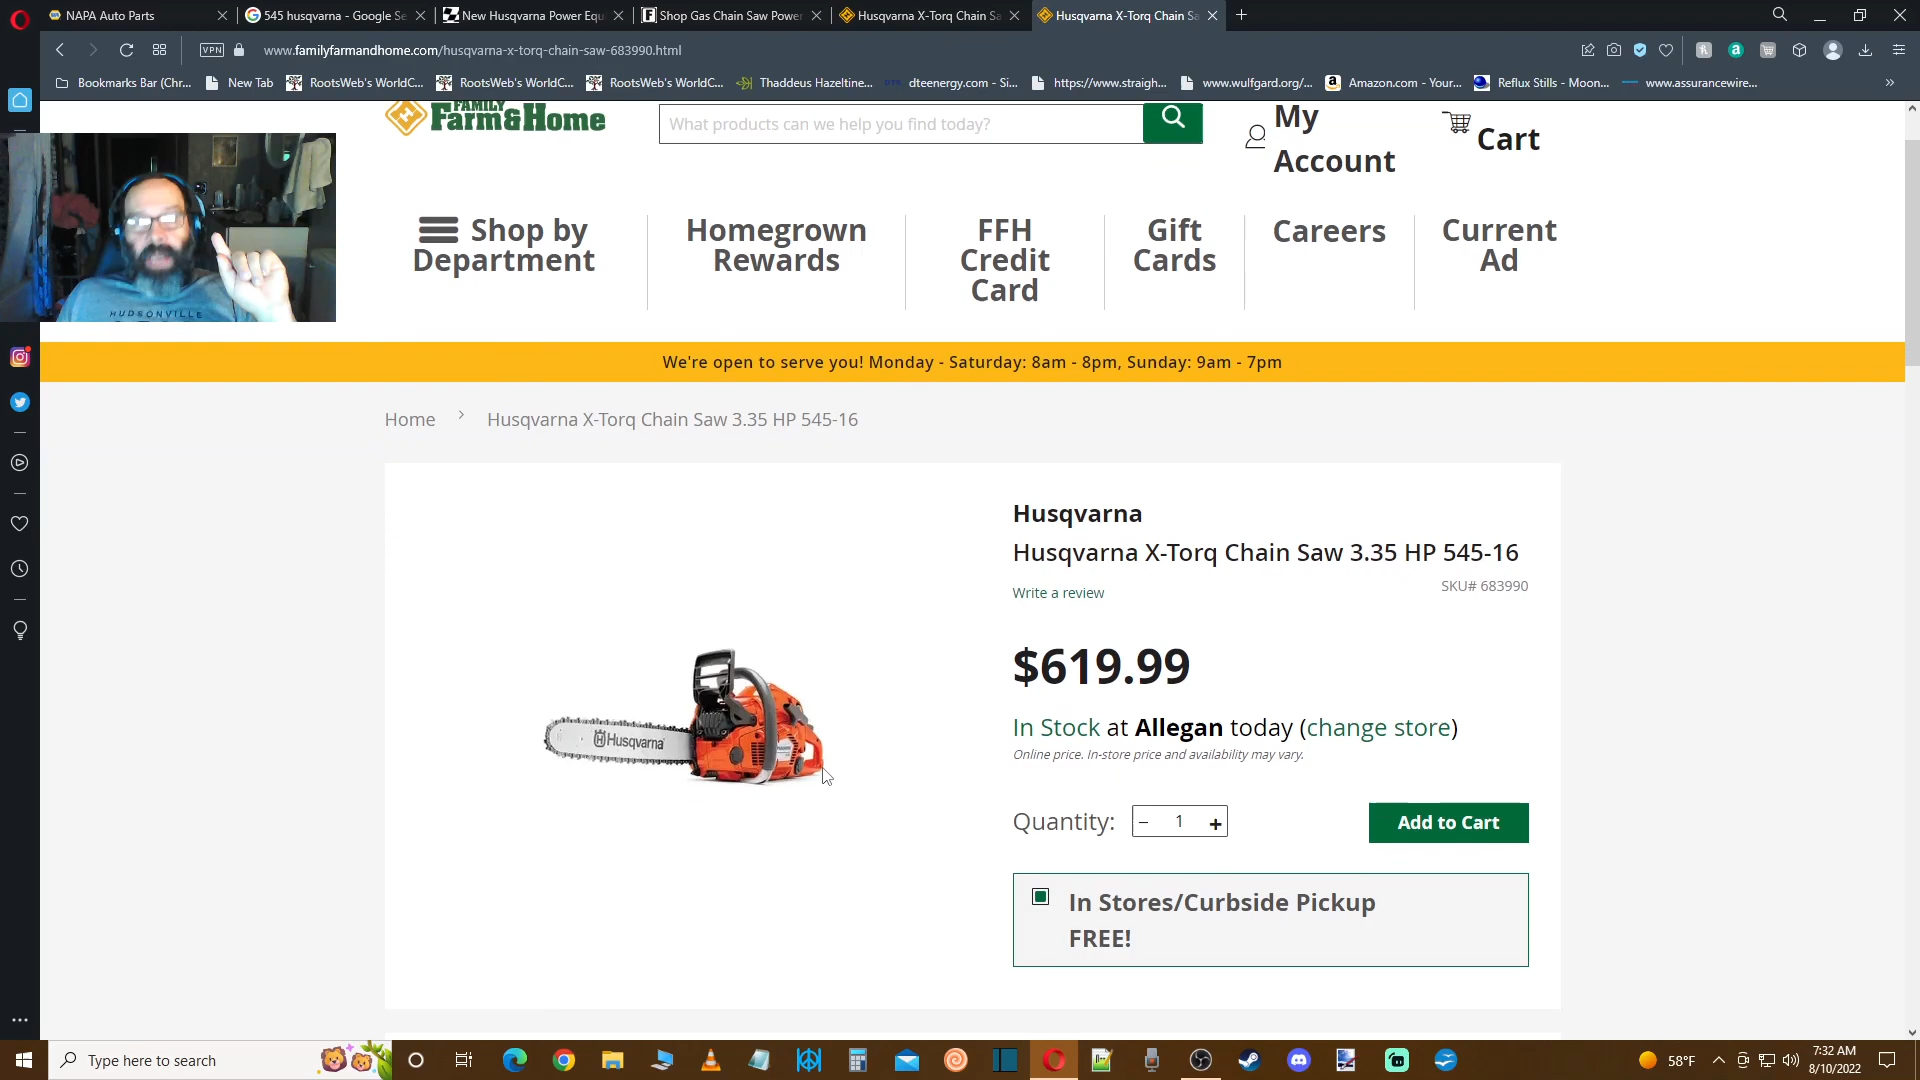 NAPA Auto Parts
545 husqvarna - Google Se
New Husqvarna Power Equ
Shop Gas Chain Saw Power
Husqvarna X-Torq Chain Sa
Husqvarna X-Torq Chain Sa
VPN
www.familyfarmandhome.com/husqvarna-x-torq-chain-saw-683990.html
Bookmarks Bar (Chr...
New Tab
RootsWeb's WorldC...
RootsWeb's WorldC...
RootsWeb's WorldC...
Thaddeus Hazeltine...
dteenergy.com - Si...
https://www.straigh...
www.wulfgard.org/...
Amazon.com - Your...
Reflux Stills - Moon...
www.assurancewire...
FAMILY
Farm&Home
What products can we help you find today?
My
Account
Cart
HUDSONVILLE
Shop by
Department
Homegrown
Rewards
FFH
Credit
Card
Gift
Cards
Careers
Current
Ad
We're open to serve you! Monday - Saturday: 8am - 8pm, Sunday: 9am - 7pm
Home > Husqvarna X-Torq Chain Saw 3.35 HP 545-16
Husqvarna
Husqvarna
Husqvarna X-Torq Chain Saw 3.35 HP 545-16
Write a review
SKU# 683990
$619.99
In Stock at Allegan today (change store)
Online price. In-store price and availability may vary.
Quantity: − 1 +
Add to Cart
In Stores/Curbside Pickup
FREE!
Type here to search
58°F
7:32 AM
8/10/2022